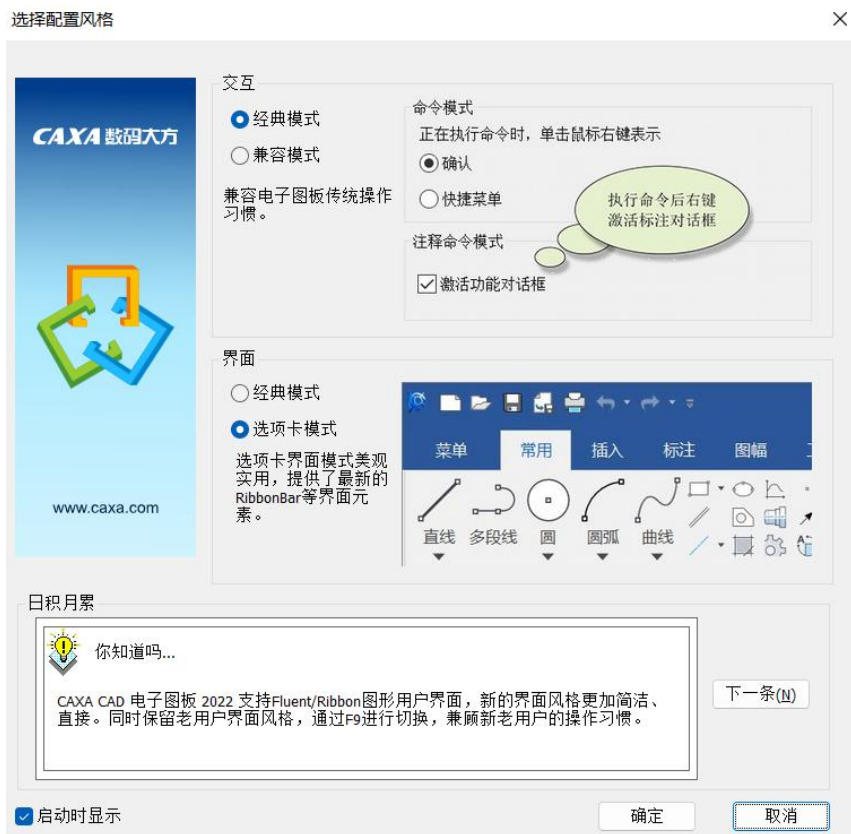 选择配置风格
CAXA 数码大方
www.caxa.com
交互
经典模式
兼容模式
兼容电子图板传统操作
习惯。
命令模式
正在执行命令时，单击鼠标右键表示
确认
快捷菜单
执行命令后右键
激活标注对话框
注释命令模式
激活功能对话框
界面
经典模式
选项卡模式
选项卡界面模式美观
实用，提供了最新的
RibbonBar等界面元
素。
菜单 常用 插入 标注 图幅
直线 多段线 圆 圆弧 曲线
日积月累
你知道吗...
CAXA CAD 电子图板 2022 支持Fluent/Ribbon图形用户界面，新的界面风格更加简洁、
直接。同时保留老用户界面风格，通过F9进行切换，兼顾新老用户的操作习惯。
下一条(N)
启动时显示
确定
取消